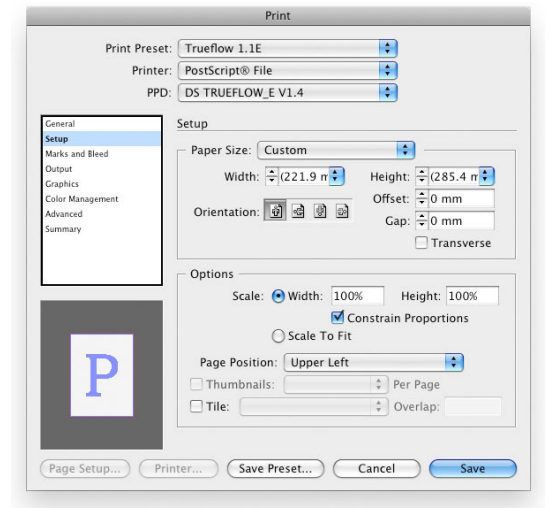 Print
Print Preset: Trueflow 1.1E
Printer: PostScript® File
PPD: DS TRUEFLOW_E V1.4
General
Setup
Marks and Bleed
Output
Graphics
Color Management
Advanced
Summary
Setup
Paper Size: Custom
Width: (221.9 m Height: (285.4 m
Orientation: Offset: 0 mm
Gap: 0 mm
Transverse
Options
Scale: Width: 100% Height: 100%
Constrain Proportions
Scale To Fit
Page Position: Upper Left
Thumbnails: Per Page
Tile: Overlap:
P
Page Setup... Printer... Save Preset... Cancel Save